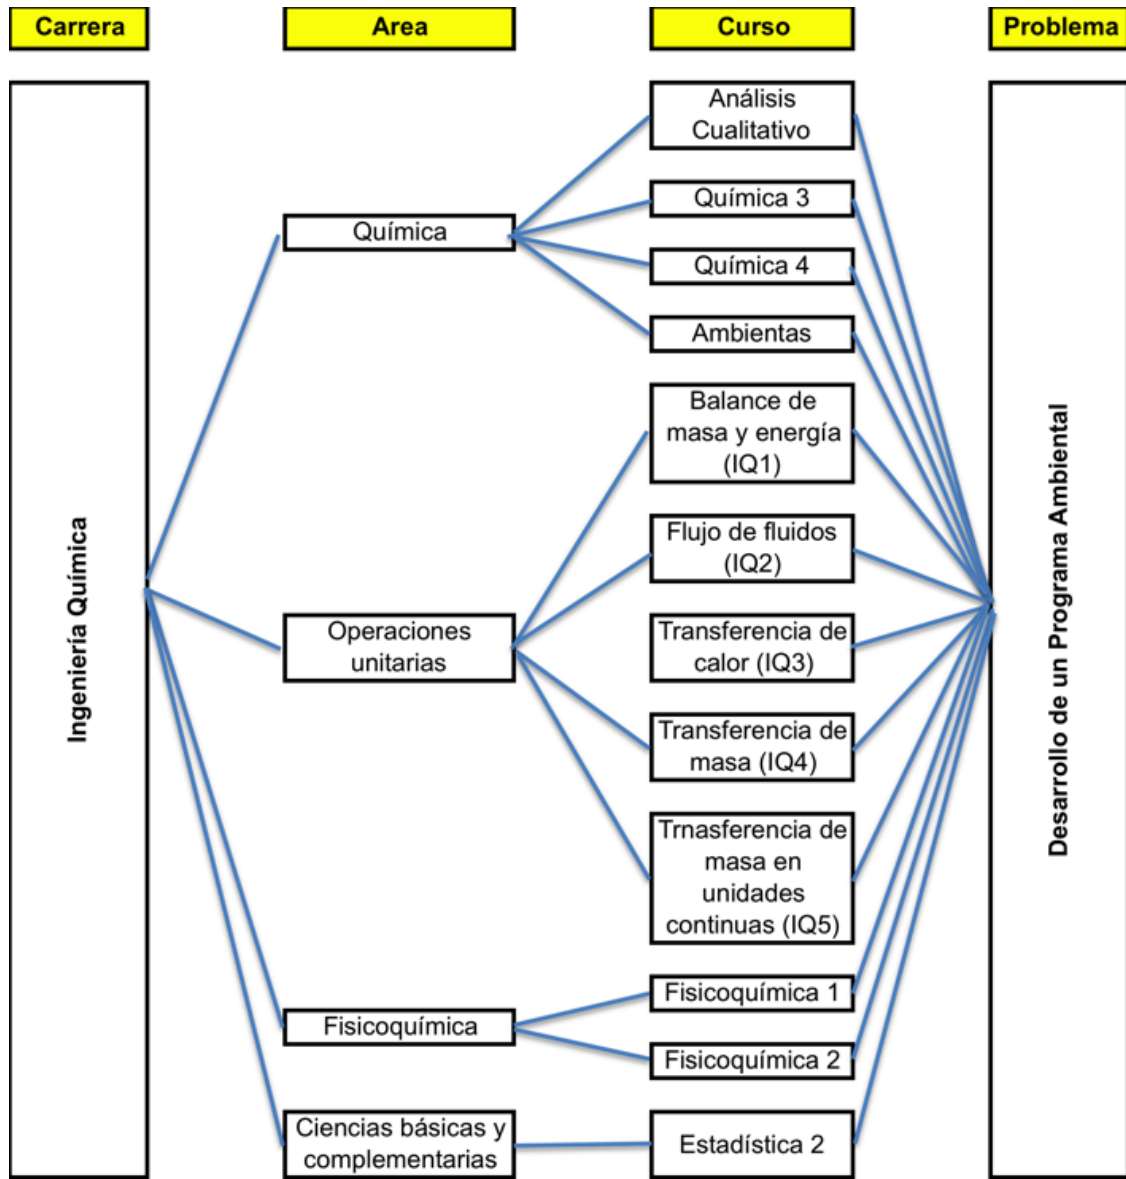 Carrera
Area
Curso
Problema
Ingeniería Química
Química
Operaciones
unitarias
Fisicoquímica
Ciencias básicas y
complementarias
Análisis
Cualitativo
Química 3
Química 4
Ambientas
Balance de
masa y energía
(IQ1)
Flujo de fluidos
(IQ2)
Transferencia de
calor (IQ3)
Transferencia de
masa (IQ4)
Trnasferencia de
masa en
unidades
continuas (IQ5)
Fisicoquímica 1
Fisicoquímica 2
Estadística 2
Desarrollo de un Programa Ambiental